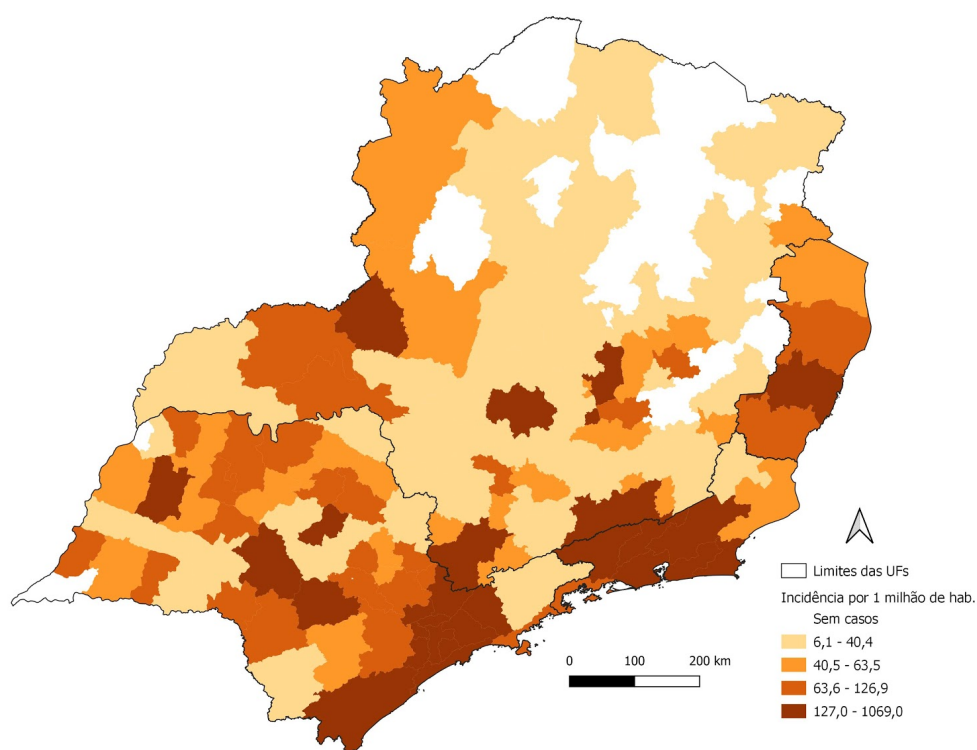 Limites das UFs
Incidência por 1 milhão de hab.
Sem casos
6,1 - 40,4
40,5 - 63,5
63,6 - 126,9
127,0 - 1069,0
0 100 200 km